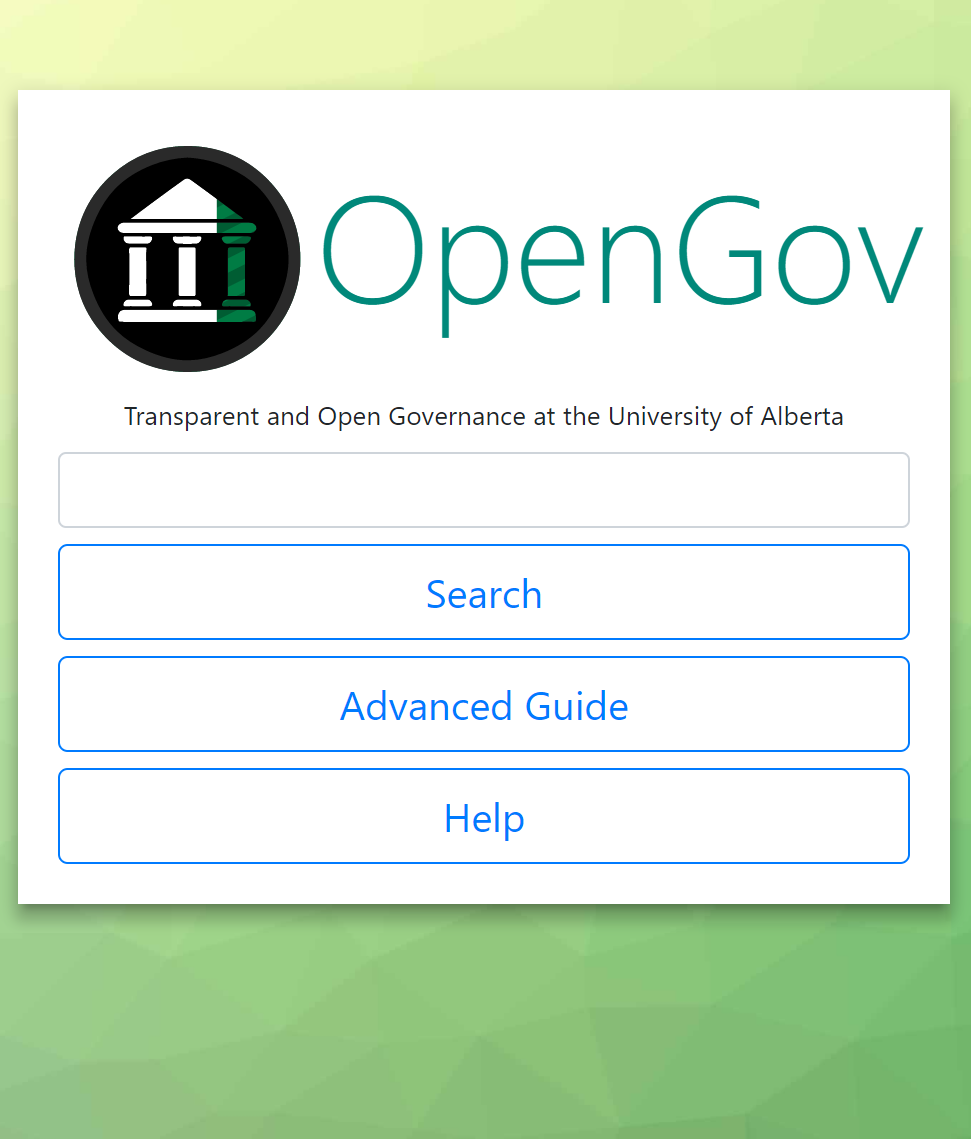 OpenGov
Transparent and Open Governance at the University of Alberta
Search
Advanced Guide
Help